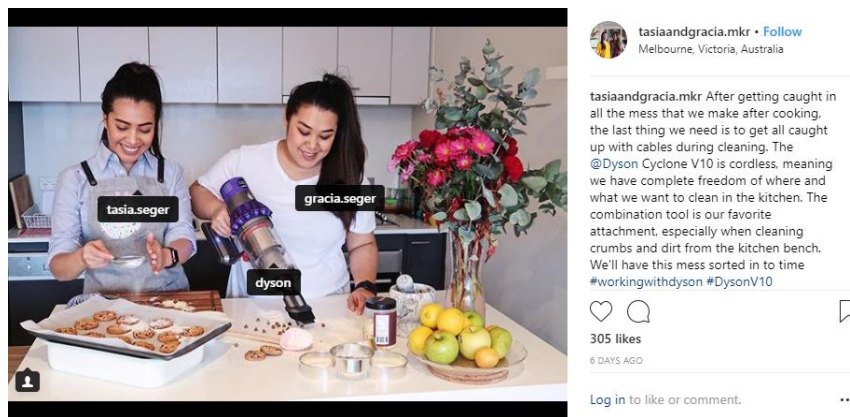 tasia.seger
gracia.seger
dyson
tasiaandgracia.mkr • Follow
Melbourne, Victoria, Australia
tasiaandgracia.mkr After getting caught in
all the mess that we make after cooking,
the last thing we need is to get all caught
up with cables during cleaning. The
@Dyson Cyclone V10 is cordless, meaning
we have complete freedom of where and
what we want to clean in the kitchen. The
combination tool is our favorite
attachment, especially when cleaning
crumbs and dirt from the kitchen bench.
We'll have this mess sorted in to time
#workingwithdyson #DysonV10
305 likes
6 DAYS AGO
Log in to like or comment.